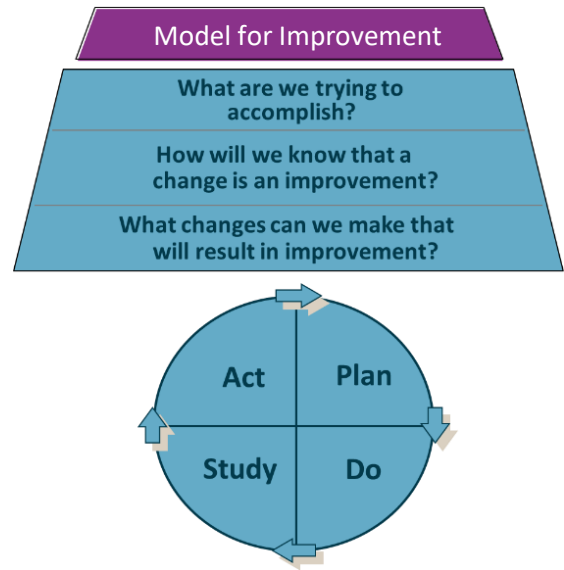 Model for Improvement
What are we trying to
accomplish?
How will we know that a
change is an improvement?
What changes can we make that
will result in improvement?
Act
Plan
Study
Do